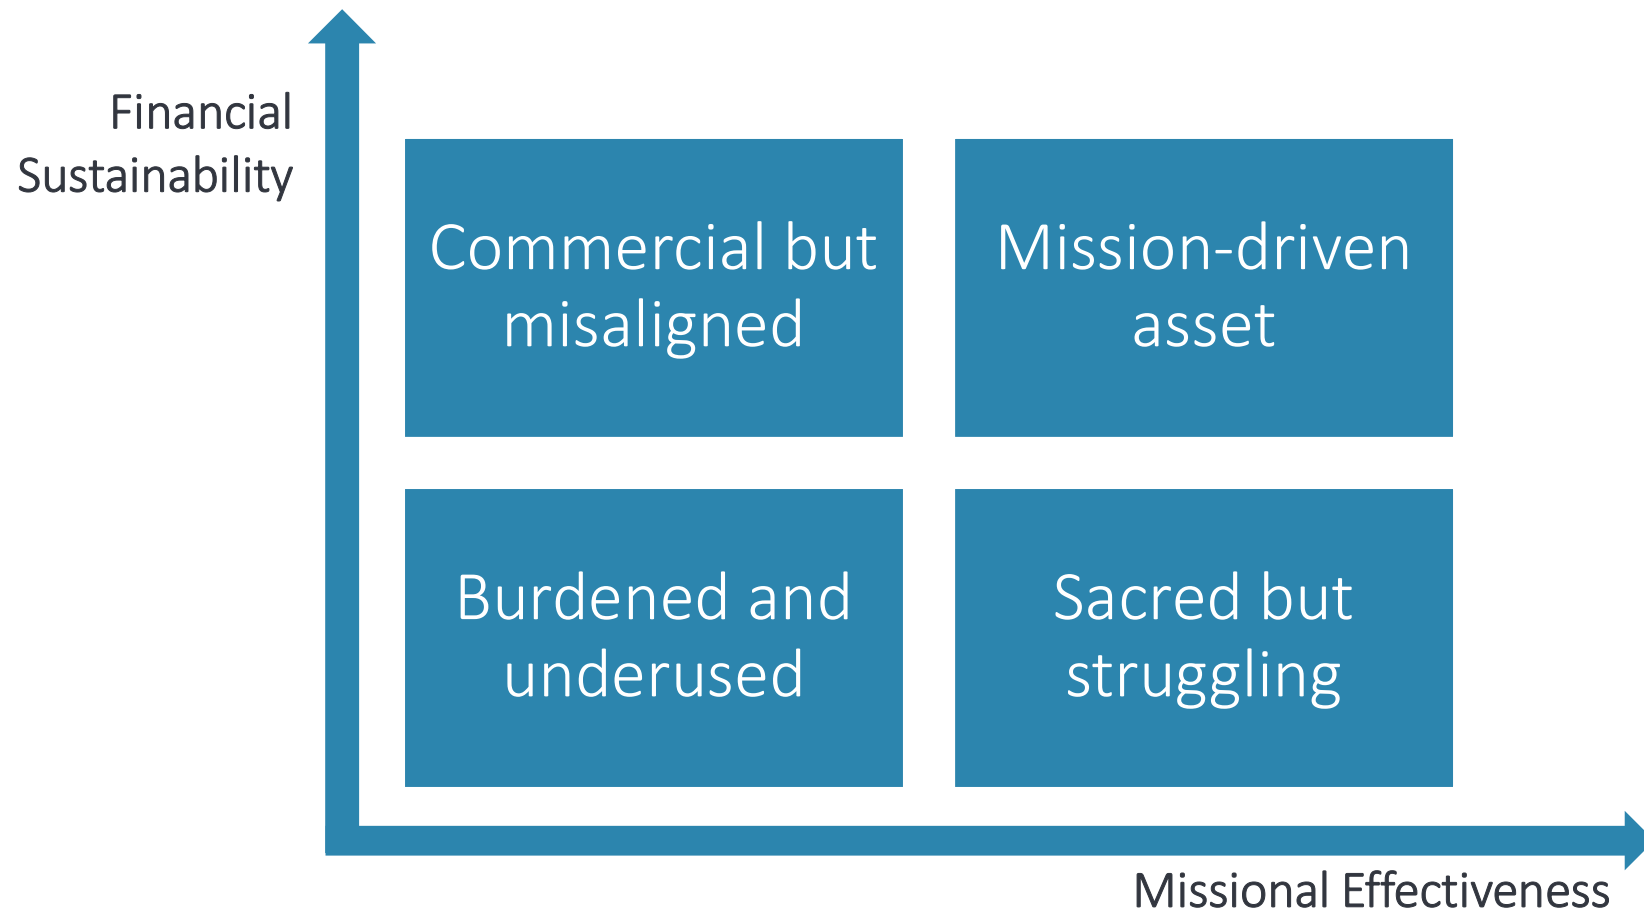 Financial
Sustainability
Commercial but
misaligned
Mission-driven
asset
Burdened and
underused
Sacred but
struggling
Missional Effectiveness